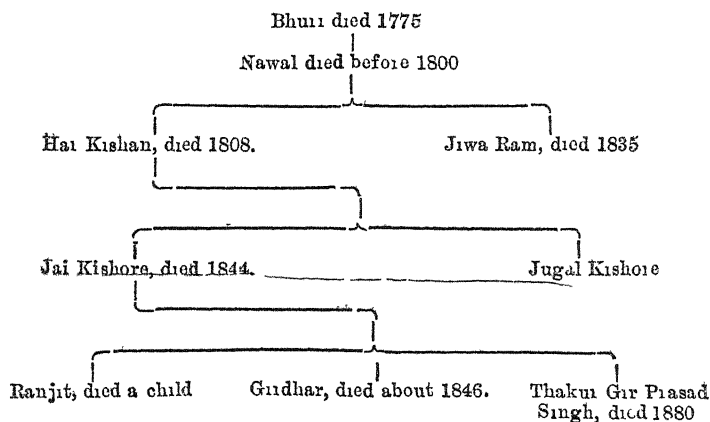 Bhuri died 1775
Nawal died before 1800
Har Kishan, died 1808.
Jiwa Ram, died 1835
Jai Kishore, died 1844.
Jugal Kishore
Ranjit, died a child
Girdhar, died about 1846.
Thakur Gir Prasad
Singh, died 1880